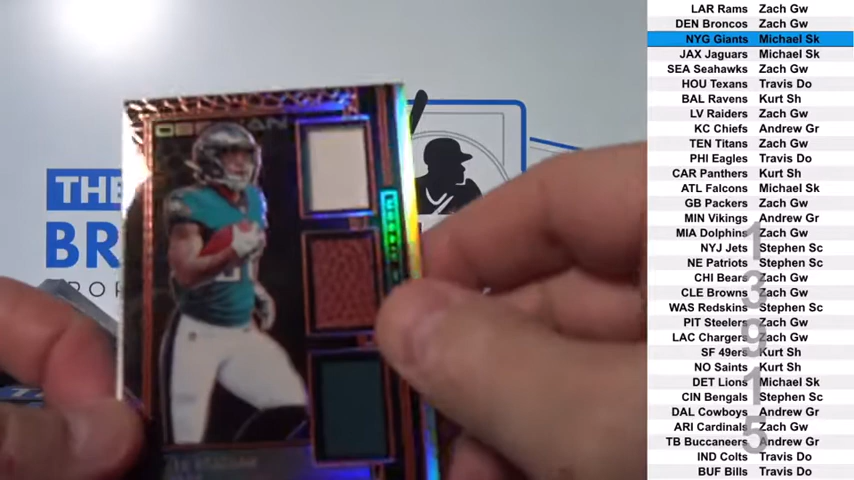 THE
BR
OBSIDIAN
LAR Rams Zach Gw
DEN Broncos Zach Gw
NYG Giants Michael Sk
JAX Jaguars Michael Sk
SEA Seahawks Zach Gw
HOU Texans Travis Do
BAL Ravens Kurt Sh
LV Raiders Zach Gw
KC Chiefs Andrew Gr
TEN Titans Zach Gw
PHI Eagles Travis Do
CAR Panthers Kurt Sh
ATL Falcons Michael Sk
GB Packers Zach Gw
MIN Vikings Andrew Gr
MIA Dolphins Zach Gw
NYJ Jets Stephen Sc
NE Patriots Stephen Sc
CHI Bears Zach Gw
CLE Browns Zach Gw
WAS Redskins Stephen Sc
PIT Steelers Zach Gw
LAC Chargers Zach Gw
SF 49ers Kurt Sh
NO Saints Kurt Sh
DET Lions Michael Sk
CIN Bengals Stephen Sc
DAL Cowboys Andrew Gr
ARI Cardinals Zach Gw
TB Buccaneers Andrew Gr
IND Colts Travis Do
BUF Bills Travis Do
1
3
9
1
5